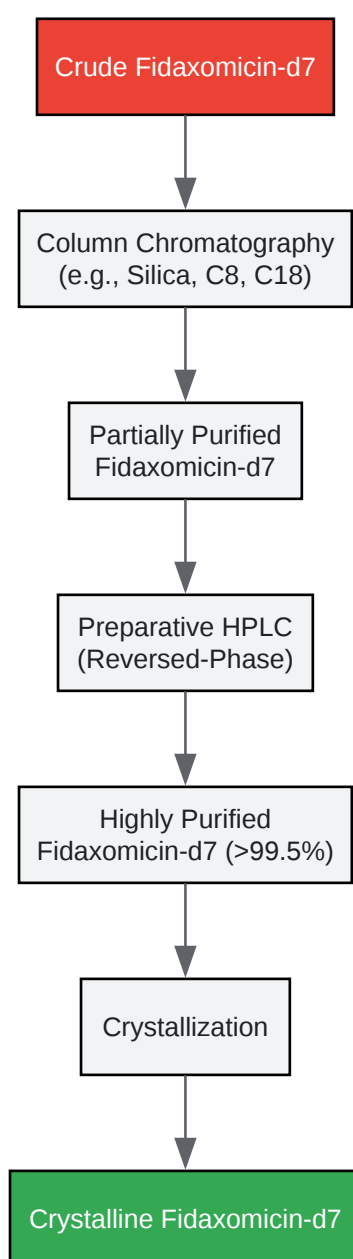 Crude Fidaxomicin-d7
Column Chromatography
(e.g., Silica, C8, C18)
Partially Purified
Fidaxomicin-d7
Preparative HPLC
(Reversed-Phase)
Highly Purified
Fidaxomicin-d7 (>99.5%)
Crystallization
Crystalline Fidaxomicin-d7